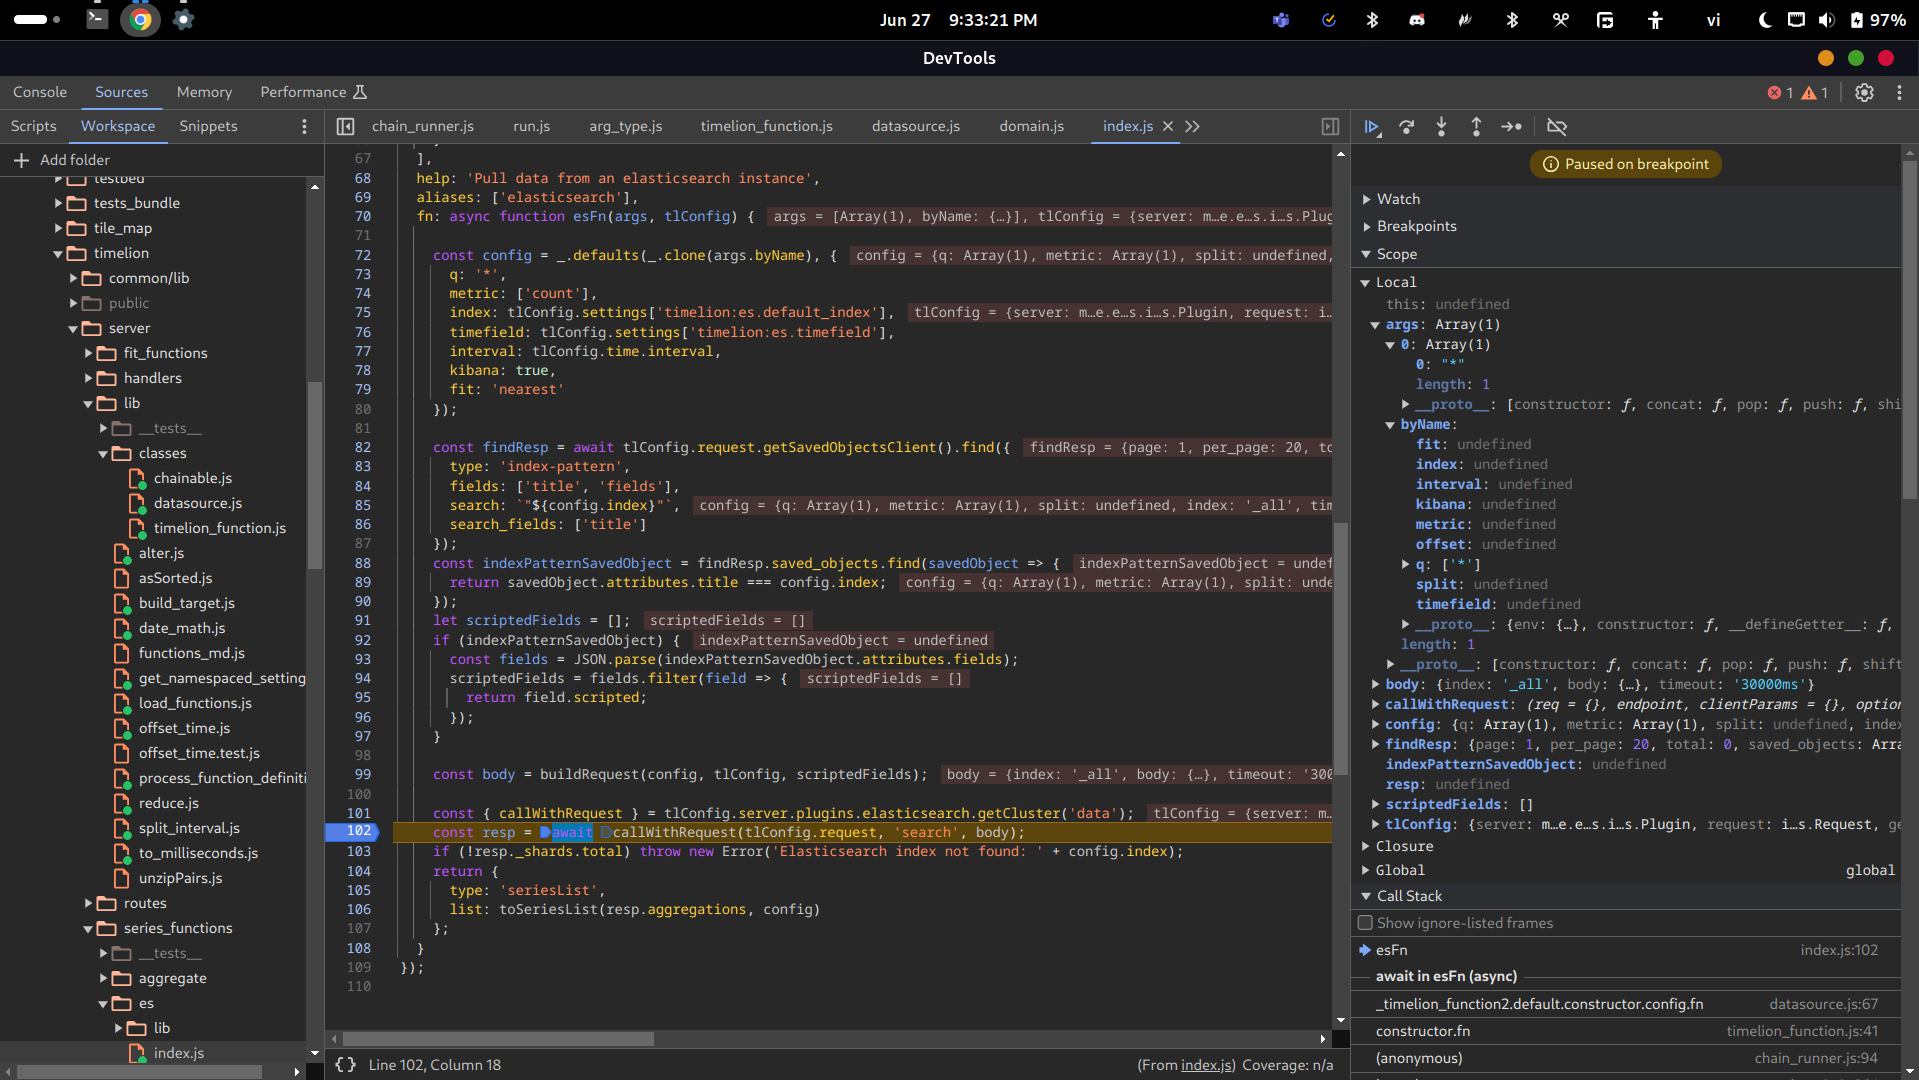 Jun 27 9:33:21 PM
vi
97%
DevTools
Console Sources Memory Performance
1 1
Scripts Workspace Snippets
chain_runner.js run.js arg_type.js timelion_function.js datasource.js domain.js index.js
Add folder
testbed
tests_bundle
tile_map
timelion
common/lib
public
server
fit_functions
handlers
lib
__tests__
classes
chainable.js
datasource.js
timelion_function.js
alter.js
asSorted.js
build_target.js
date_math.js
functions_md.js
get_namespaced_setting
load_functions.js
offset_time.js
offset_time.test.js
process_function_definiti
reduce.js
split_interval.js
to_milliseconds.js
unzipPairs.js
routes
series_functions
__tests__
aggregate
es
lib
index.js
67 ],
68 help: 'Pull data from an elasticsearch instance',
69 aliases: ['elasticsearch'],
70 fn: async function esFn(args, tlConfig) { args = [Array(1), byName: {…}], tlConfig = {server: m…e.e…s.i…s.Plug
71
72 const config = _.defaults(_.clone(args.byName), { config = {q: Array(1), metric: Array(1), split: undefined,
73 q: '*',
74 metric: ['count'],
75 index: tlConfig.settings['timelion:es.default_index'], tlConfig = {server: m…e.e…s.i…s.Plugin, request: i…
76 timefield: tlConfig.settings['timelion:es.timefield'],
77 interval: tlConfig.time.interval,
78 kibana: true,
79 fit: 'nearest'
80 });
81
82 const findResp = await tlConfig.request.getSavedObjectsClient().find({ findResp = {page: 1, per_page: 20, to
83 type: 'index-pattern',
84 fields: ['title', 'fields'],
85 search: `"${config.index}"`, config = {q: Array(1), metric: Array(1), split: undefined, index: '_all', tim
86 search_fields: ['title']
87 });
88 const indexPatternSavedObject = findResp.saved_objects.find(savedObject => { indexPatternSavedObject = undef
89 return savedObject.attributes.title === config.index; config = {q: Array(1), metric: Array(1), split: unde
90 });
91 let scriptedFields = []; scriptedFields = []
92 if (indexPatternSavedObject) { indexPatternSavedObject = undefined
93 const fields = JSON.parse(indexPatternSavedObject.attributes.fields);
94 scriptedFields = fields.filter(field => { scriptedFields = []
95 return field.scripted;
96 });
97 }
98
99 const body = buildRequest(config, tlConfig, scriptedFields); body = {index: '_all', body: {…}, timeout: '300
100
101 const { callWithRequest } = tlConfig.server.plugins.elasticsearch.getCluster('data'); tlConfig = {server: m…
102 const resp = await callWithRequest(tlConfig.request, 'search', body);
103 if (!resp._shards.total) throw new Error('Elasticsearch index not found: ' + config.index);
104 return {
105 type: 'seriesList',
106 list: toSeriesList(resp.aggregations, config)
107 };
108 }
109 });
110
{} Line 102, Column 18 (From index.js) Coverage: n/a
Paused on breakpoint
Watch
Breakpoints
Scope
Local
this: undefined
args: Array(1)
0: Array(1)
0: "*"
length: 1
__proto__: [constructor: ƒ, concat: ƒ, pop: ƒ, push: ƒ, shi
byName:
fit: undefined
index: undefined
interval: undefined
kibana: undefined
metric: undefined
offset: undefined
q: ['*']
split: undefined
timefield: undefined
__proto__: {env: {…}, constructor: ƒ, __defineGetter__: ƒ,
length: 1
__proto__: [constructor: ƒ, concat: ƒ, pop: ƒ, push: ƒ, shift
body: {index: '_all', body: {…}, timeout: '30000ms'}
callWithRequest: (req = {}, endpoint, clientParams = {}, option
config: {q: Array(1), metric: Array(1), split: undefined, index
findResp: {page: 1, per_page: 20, total: 0, saved_objects: Arra
indexPatternSavedObject: undefined
resp: undefined
scriptedFields: []
tlConfig: {server: m…e.e…s.i…s.Plugin, request: i…s.Request, ge
Closure
Global global
Call Stack
Show ignore-listed frames
esFn index.js:102
await in esFn (async)
_timelion_function2.default.constructor.config.fn datasource.js:67
constructor.fn timelion_function.js:41
(anonymous) chain_runner.js:94